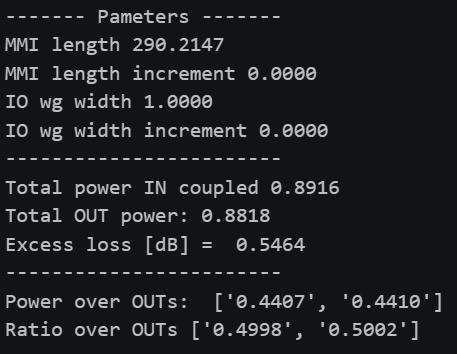 ------- Pameters -------
MMI length 290.2147
MMI length increment 0.0000
IO wg width 1.0000
IO wg width increment 0.0000
------------------------
Total power IN coupled 0.8916
Total OUT power: 0.8818
Excess loss [dB] =  0.5464
------------------------
Power over OUTs:  ['0.4407', '0.4410']
Ratio over OUTs ['0.4998', '0.5002']